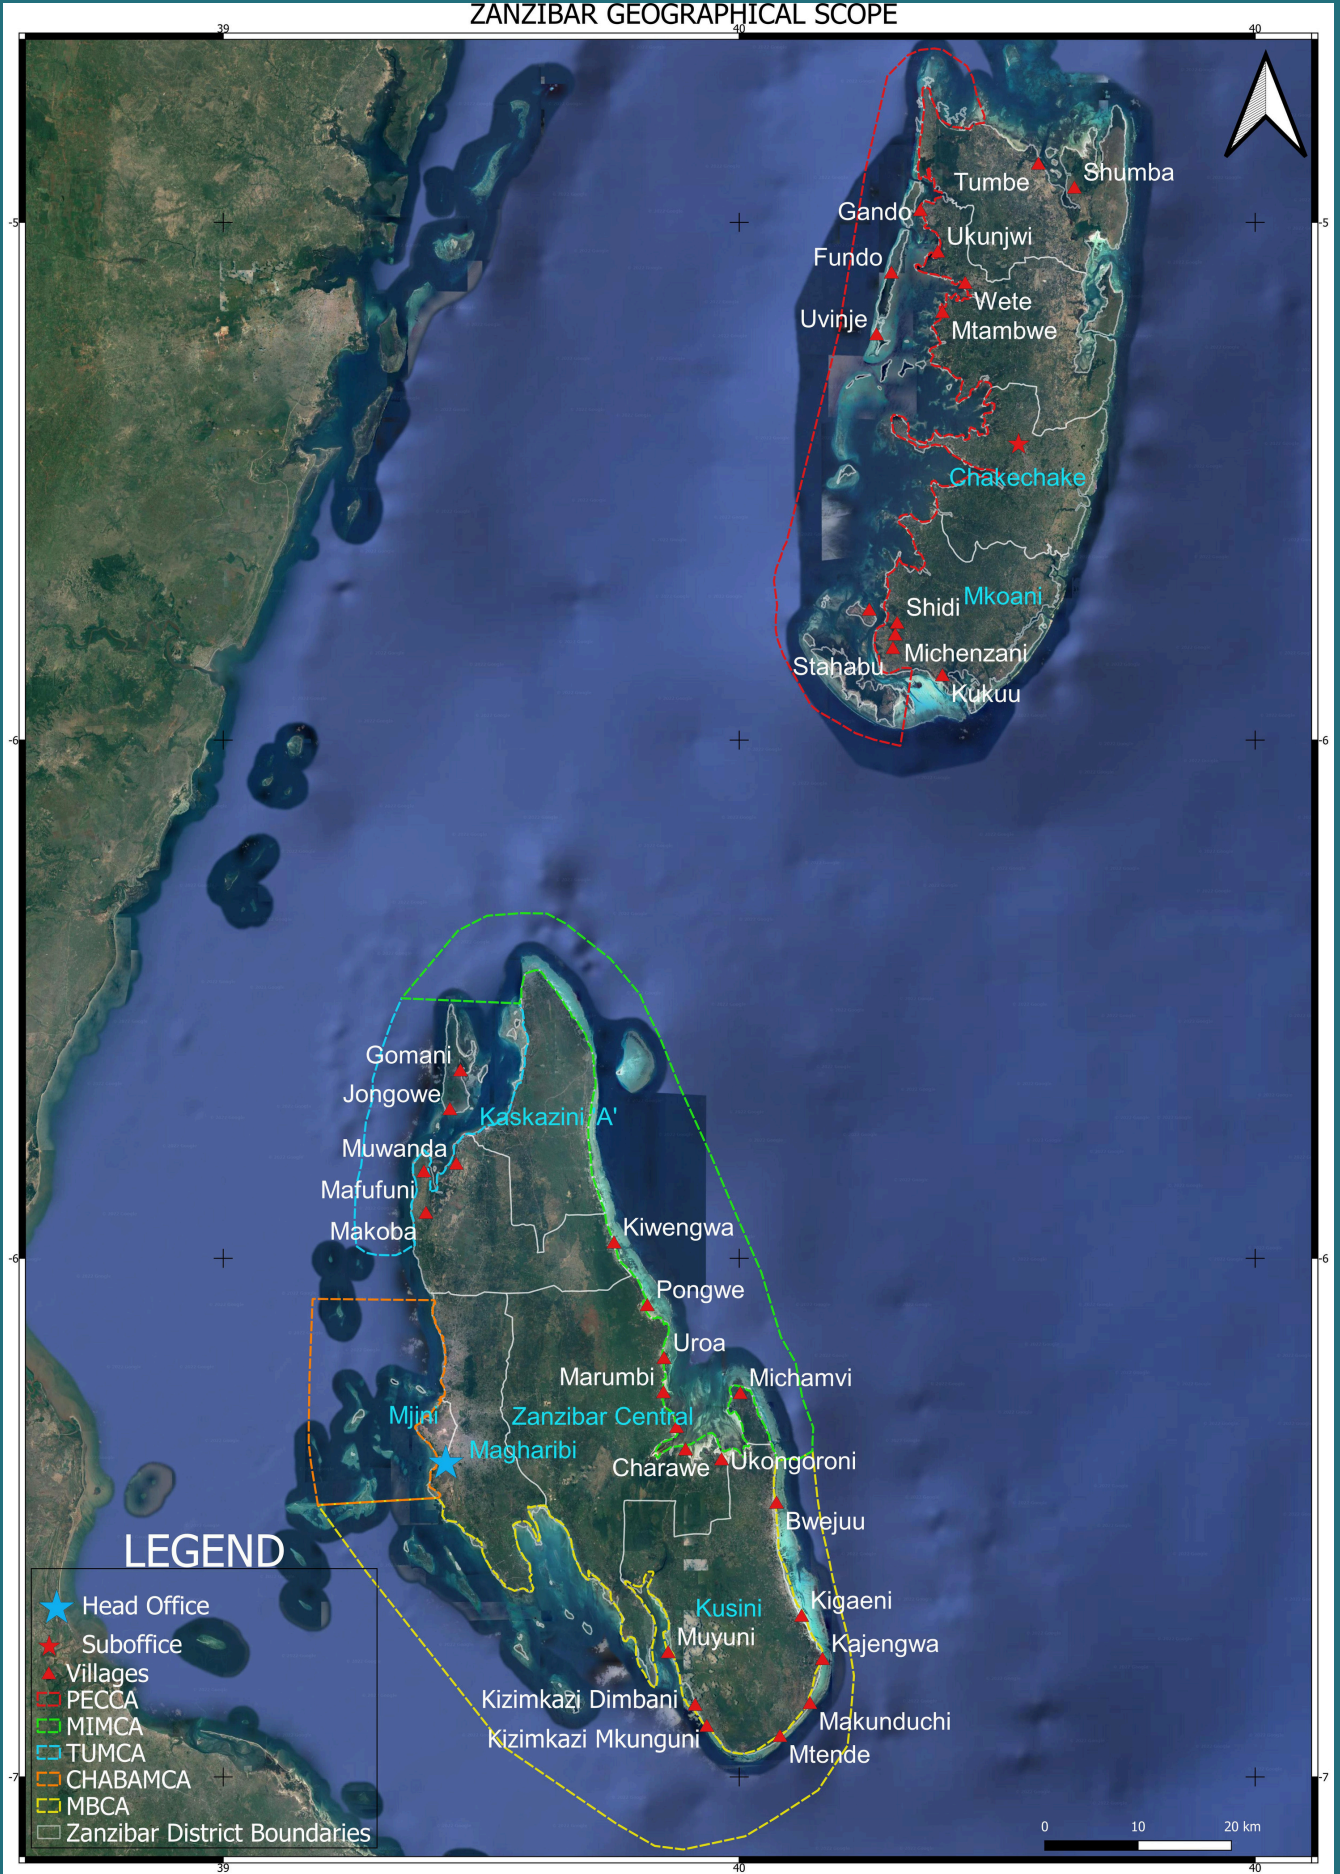 ZANZIBAR GEOGRAPHICAL SCOPE
39
40
40
Tumbe
Shumba
Gando
-5
-5
Ukunjwi
Fundo
Wete
Uvinje
Mtambwe
Chakechake
Mkoani
Shidi
Michenzani
Stahabu
Kukuu
-6
-6
Gomani
Jongowe
Kaskazini 'A'
Muwanda
Mafufuni
Makoba
Kiwengwa
-6
-6
Pongwe
Uroa
Marumbi
Michamvi
Mjini
Zanzibar Central
Magharibi
Charawe
Ukongoroni
Bwejuu
Kigaeni
Kusini
Muyuni
Kajengwa
Kizimkazi Dimbani
Makunduchi
Kizimkazi Mkunguni
Mtende
-7
-7
LEGEND
Head Office
Suboffice
Villages
PECCA
MIMCA
TUMCA
CHABAMCA
MBCA
Zanzibar District Boundaries
0 10 20 km
39
40
40